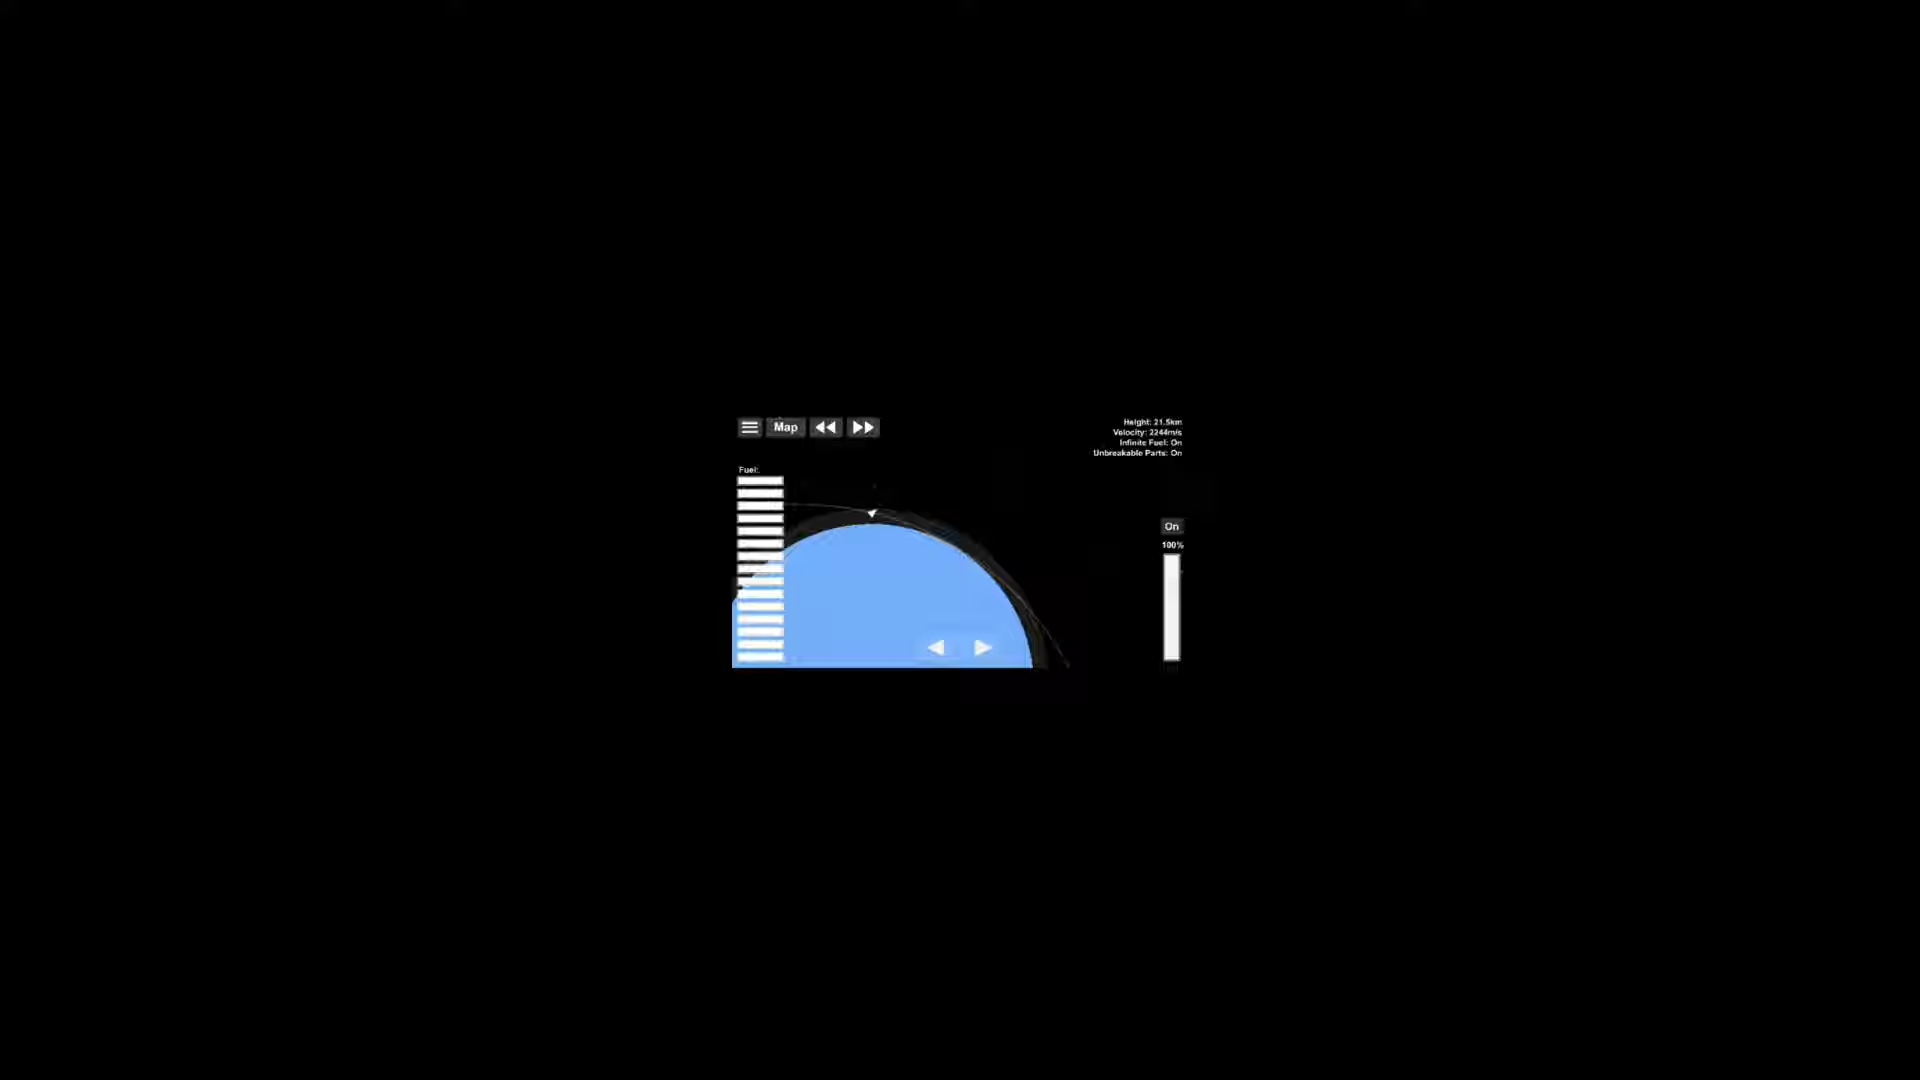 Map
Height: 21.5km
Velocity: 2244m/s
Infinite Fuel: On
Unbreakable Parts: On
Fuel:
On
100%